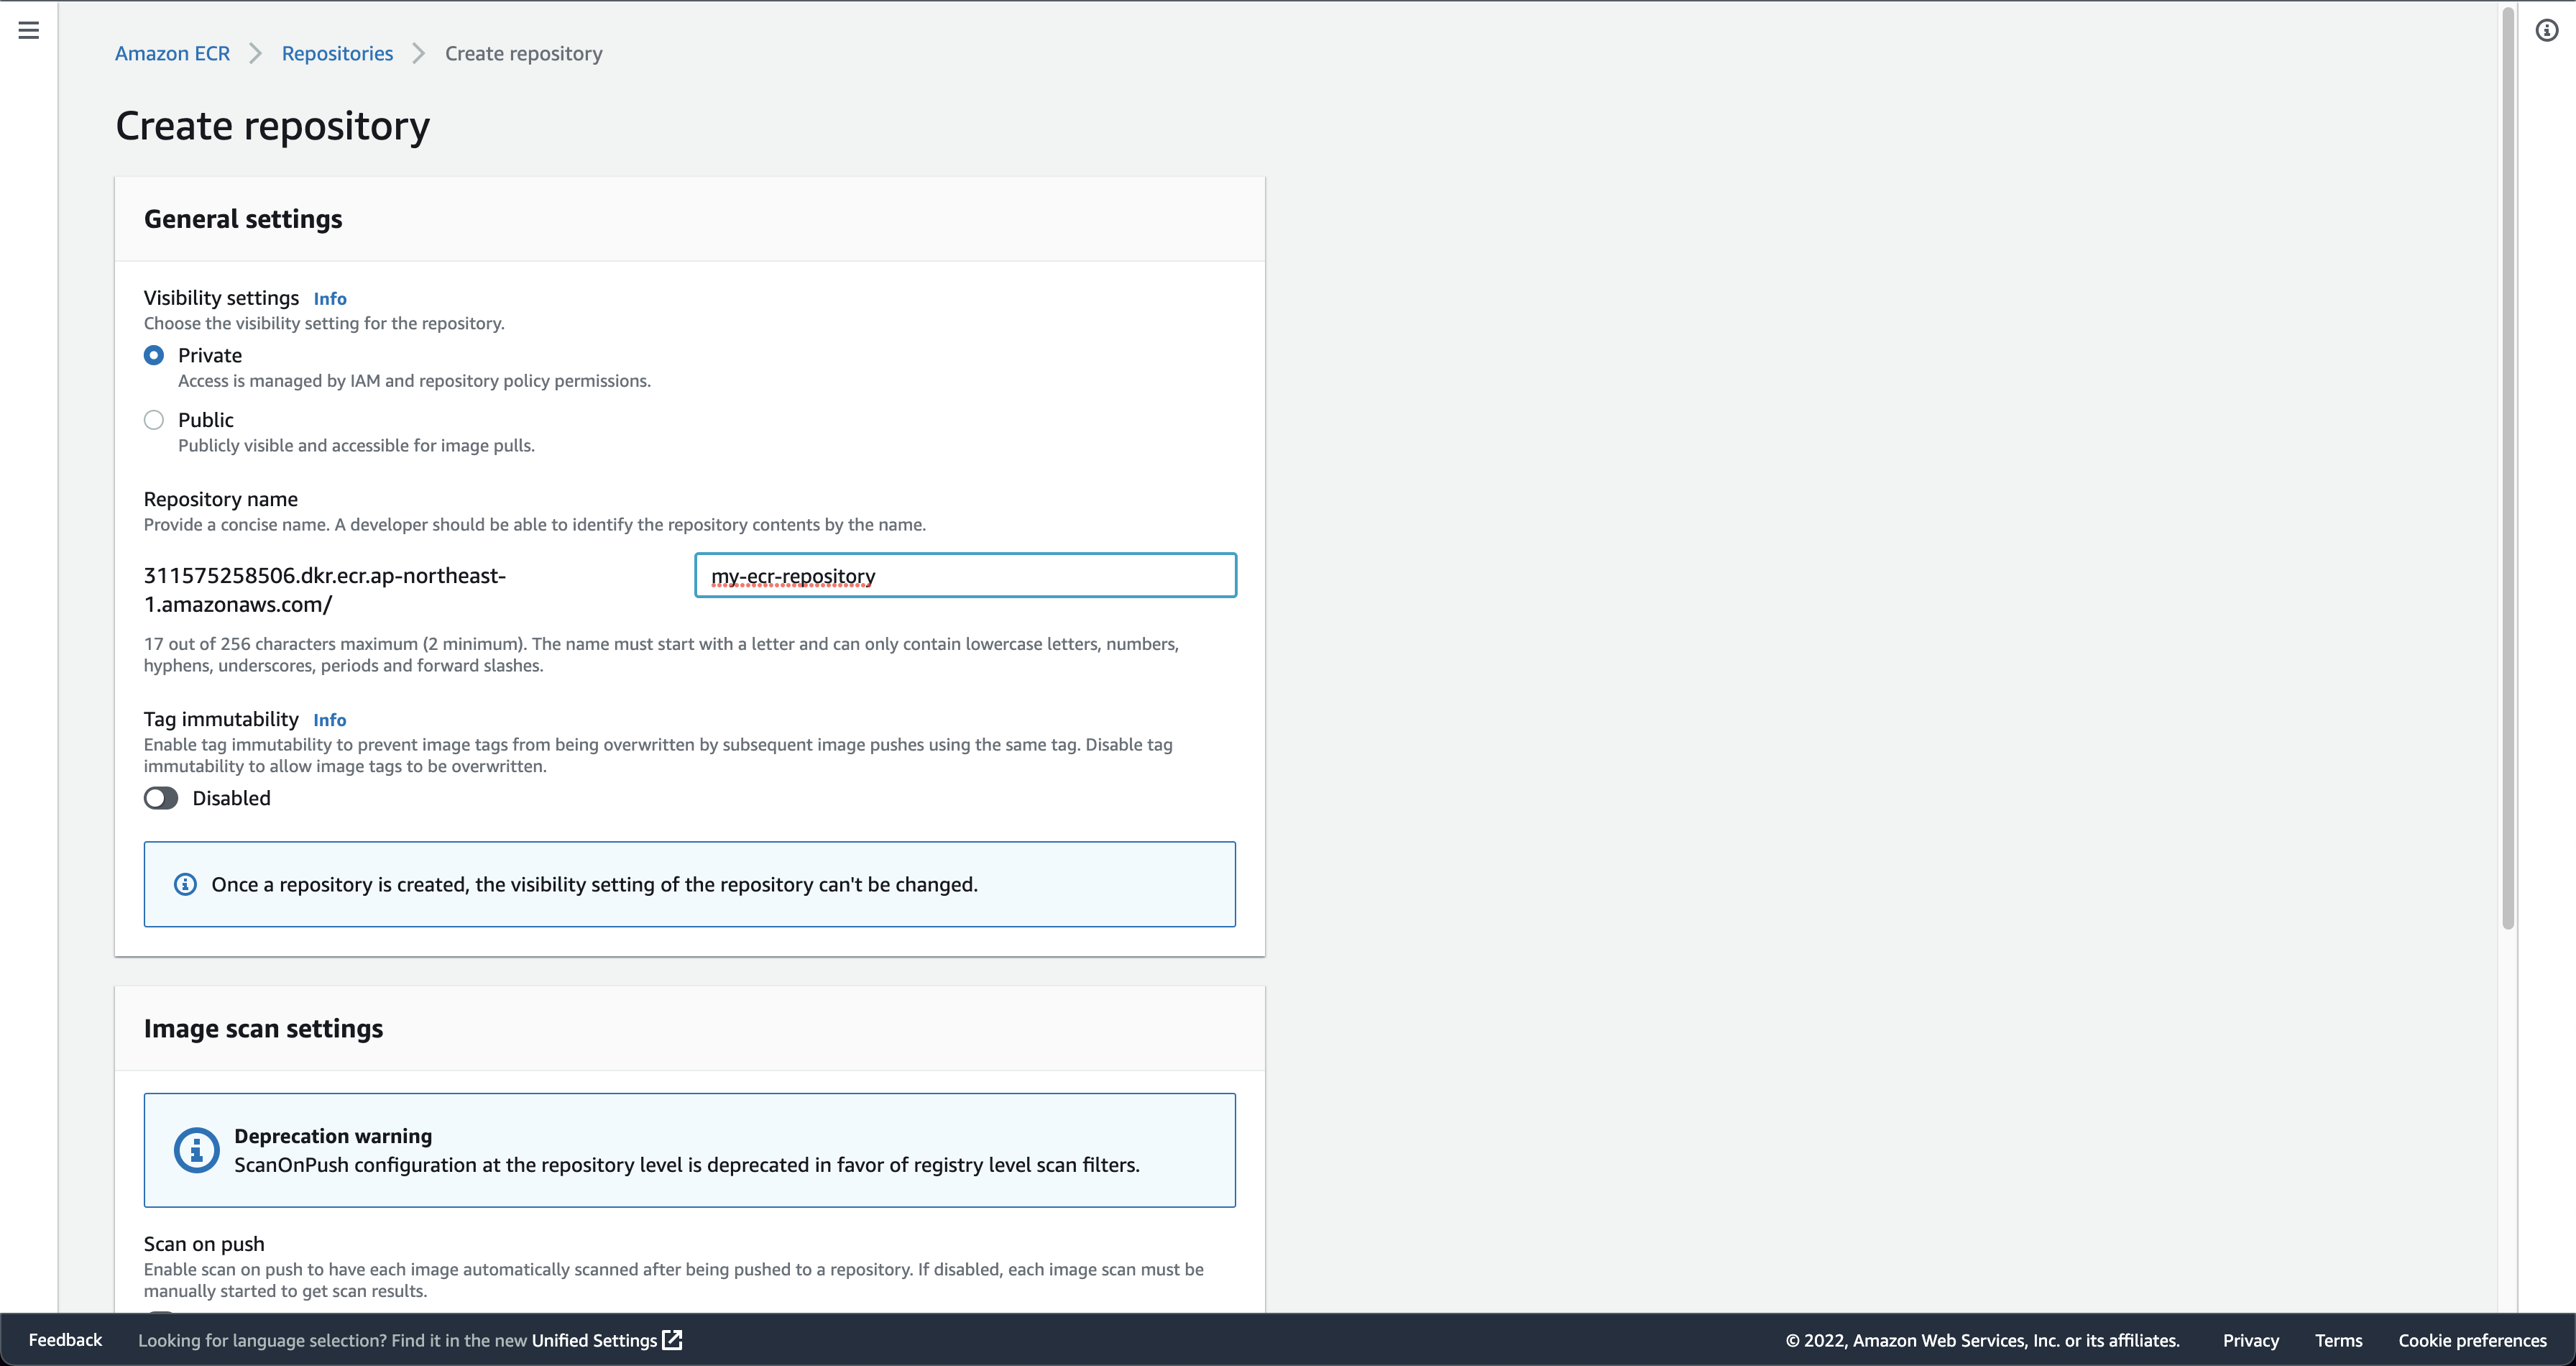 Amazon ECR > Repositories > Create repository
Create repository
General settings
Visibility settings Info
Choose the visibility setting for the repository.
Private
Access is managed by IAM and repository policy permissions.
Public
Publicly visible and accessible for image pulls.
Repository name
Provide a concise name. A developer should be able to identify the repository contents by the name.
311575258506.dkr.ecr.ap-northeast-
1.amazonaws.com/
my-ecr-repository
17 out of 256 characters maximum (2 minimum). The name must start with a letter and can only contain lowercase letters, numbers,
hyphens, underscores, periods and forward slashes.
Tag immutability Info
Enable tag immutability to prevent image tags from being overwritten by subsequent image pushes using the same tag. Disable tag
immutability to allow image tags to be overwritten.
Disabled
Once a repository is created, the visibility setting of the repository can't be changed.
Image scan settings
Deprecation warning
ScanOnPush configuration at the repository level is deprecated in favor of registry level scan filters.
Scan on push
Enable scan on push to have each image automatically scanned after being pushed to a repository. If disabled, each image scan must be
manually started to get scan results.
Feedback Looking for language selection? Find it in the new Unified Settings © 2022, Amazon Web Services, Inc. or its affiliates. Privacy Terms Cookie preferences